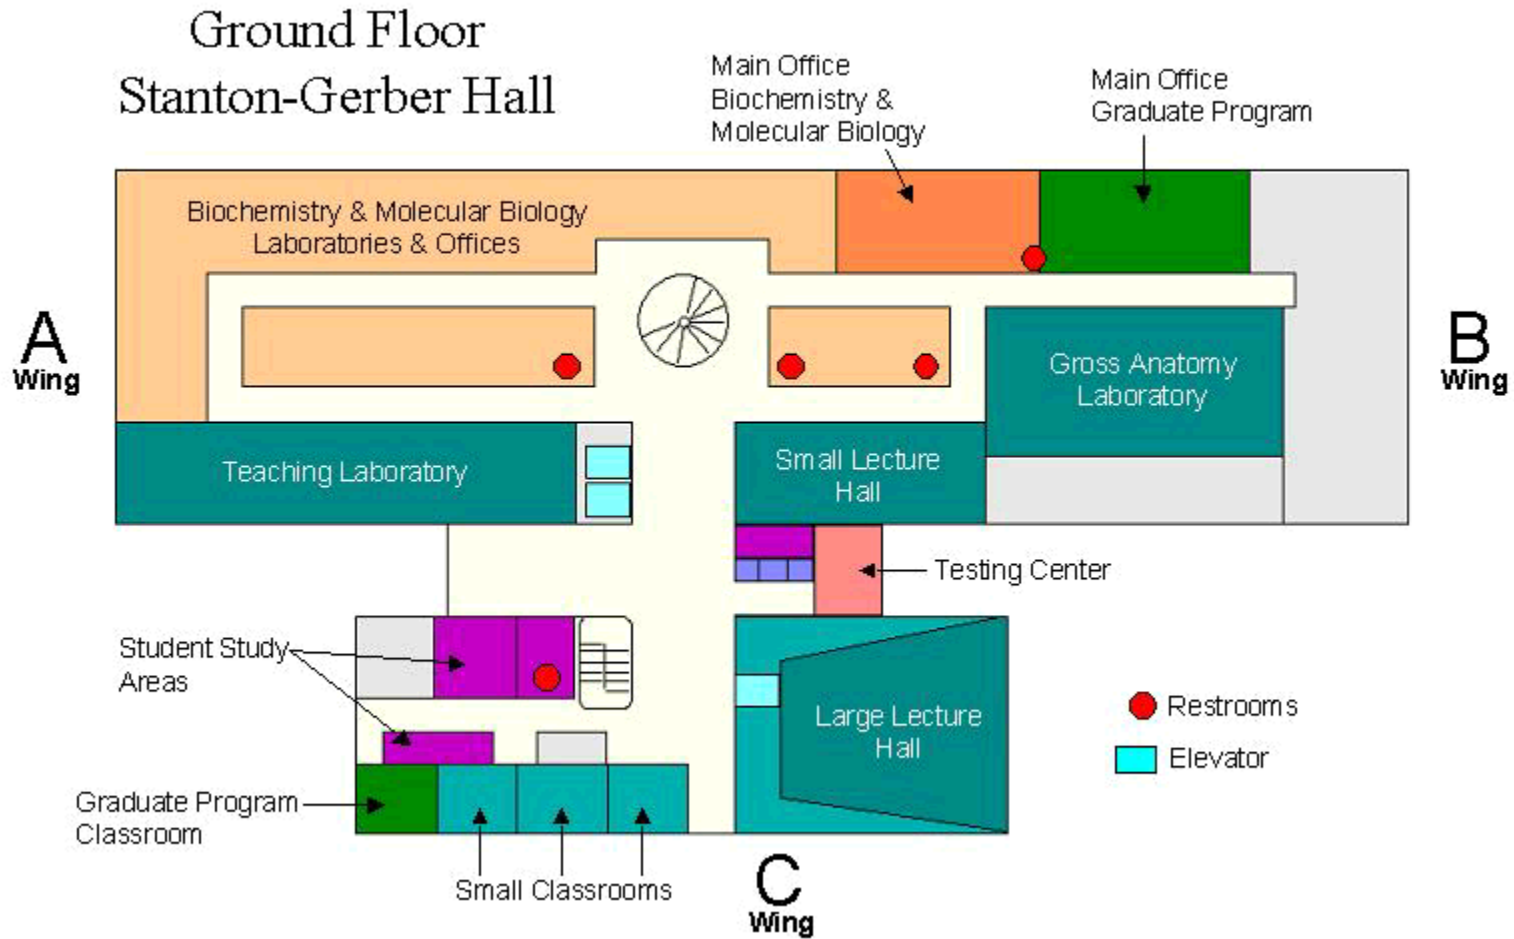 Ground Floor
Stanton-Gerber Hall
Main Office
Biochemistry &
Molecular Biology
Main Office
Graduate Program
Biochemistry & Molecular Biology
Laboratories & Offices
A
Wing
B
Wing
Gross Anatomy
Laboratory
Teaching Laboratory
Small Lecture
Hall
Testing Center
Student Study
Areas
Large Lecture
Hall
Restrooms
Elevator
Graduate Program
Classroom
Small Classrooms
C
Wing